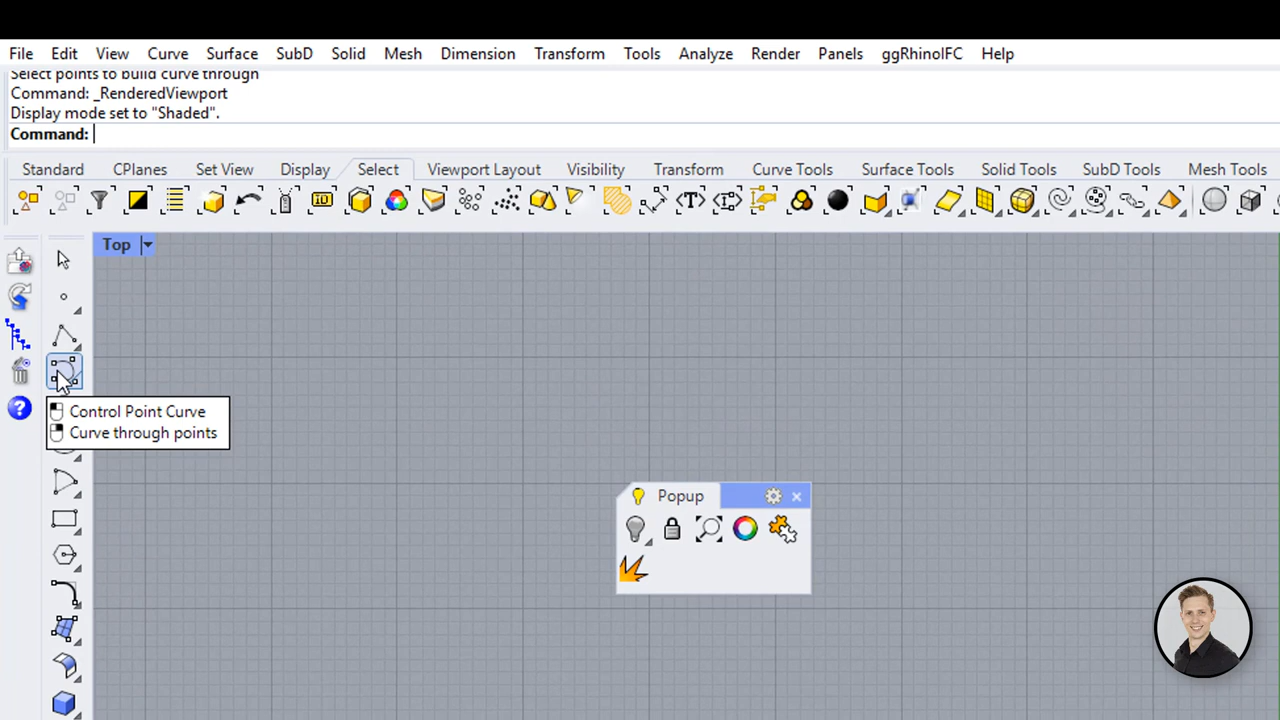 File Edit View Curve Surface SubD Solid Mesh Dimension Transform Tools Analyze Render Panels ggRhinoIFC Help
Select points to build curve through
Command: _RenderedViewport
Display mode set to "Shaded".
Command:
Standard CPlanes Set View Display Select Viewport Layout Visibility Transform Curve Tools Surface Tools Solid Tools SubD Tools Mesh Tools
ID <T>
Top
?
Control Point Curve
Curve through points
Popup